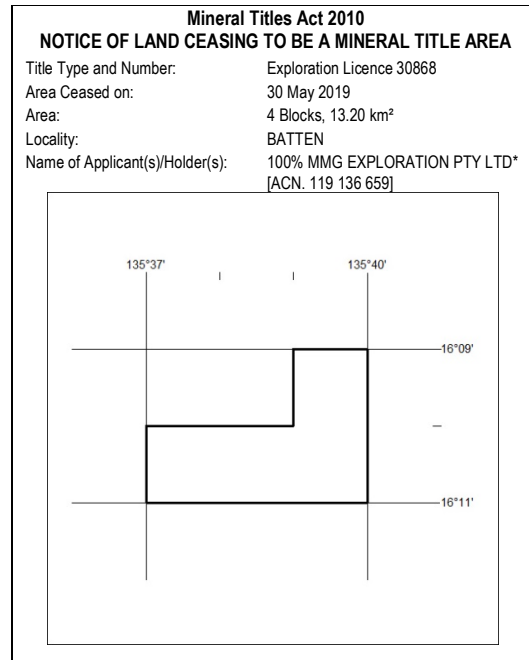 Mineral Titles Act 2010
NOTICE OF LAND CEASING TO BE A MINERAL TITLE AREA
Title Type and Number: Exploration Licence 30868
Area Ceased on: 30 May 2019
Area: 4 Blocks, 13.20 km²
Locality: BATTEN
Name of Applicant(s)/Holder(s): 100% MMG EXPLORATION PTY LTD*
[ACN. 119 136 659]
135°37' 135°40'
16°09'
16°11'